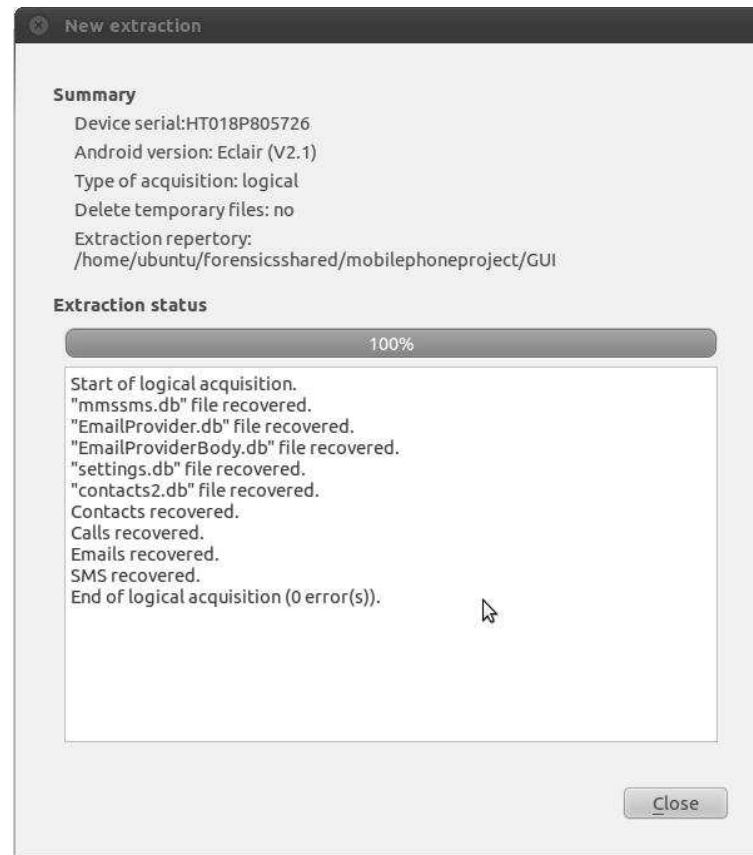 New extraction
Summary
Device serial:HT018P805726
Android version: Eclair (V2.1)
Type of acquisition: logical
Delete temporary files: no
Extraction repertory:
/home/ubuntu/forensicsshared/mobilephoneproject/GUI
Extraction status
100%
Start of logical acquisition.
"mmssms.db" file recovered.
"EmailProvider.db" file recovered.
"EmailProviderBody.db" file recovered.
"settings.db" file recovered.
"contacts2.db" file recovered.
Contacts recovered.
Calls recovered.
Emails recovered.
SMS recovered.
End of logical acquisition (0 error(s)).
Close